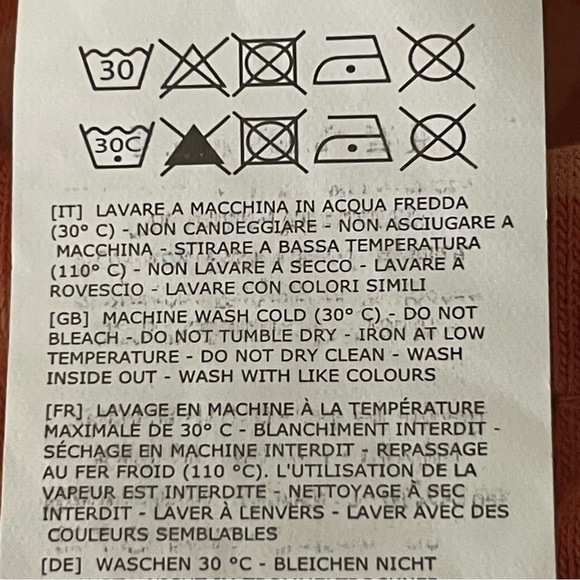 30
30C
[IT] LAVARE A MACCHINA IN ACQUA FREDDA
(30° C) - NON CANDEGGIARE - NON ASCIUGARE A
MACCHINA - STIRARE A BASSA TEMPERATURA
(110° C) - NON LAVARE A SECCO - LAVARE A
ROVESCIO - LAVARE CON COLORI SIMILI
[GB] MACHINE WASH COLD (30° C) - DO NOT
BLEACH - DO NOT TUMBLE DRY - IRON AT LOW
TEMPERATURE - DO NOT DRY CLEAN - WASH
INSIDE OUT - WASH WITH LIKE COLOURS
[FR] LAVAGE EN MACHINE À LA TEMPÉRATURE
MAXIMALE DE 30° C - BLANCHIMENT INTERDIT -
SÉCHAGE EN MACHINE INTERDIT - REPASSAGE
AU FER FROID (110 °C). L'UTILISATION DE LA
VAPEUR EST INTERDITE - NETTOYAGE À SEC
INTERDIT - LAVER À LENVERS - LAVER AVEC DES
COULEURS SEMBLABLES
[DE] WASCHEN 30 °C - BLEICHEN NICHT